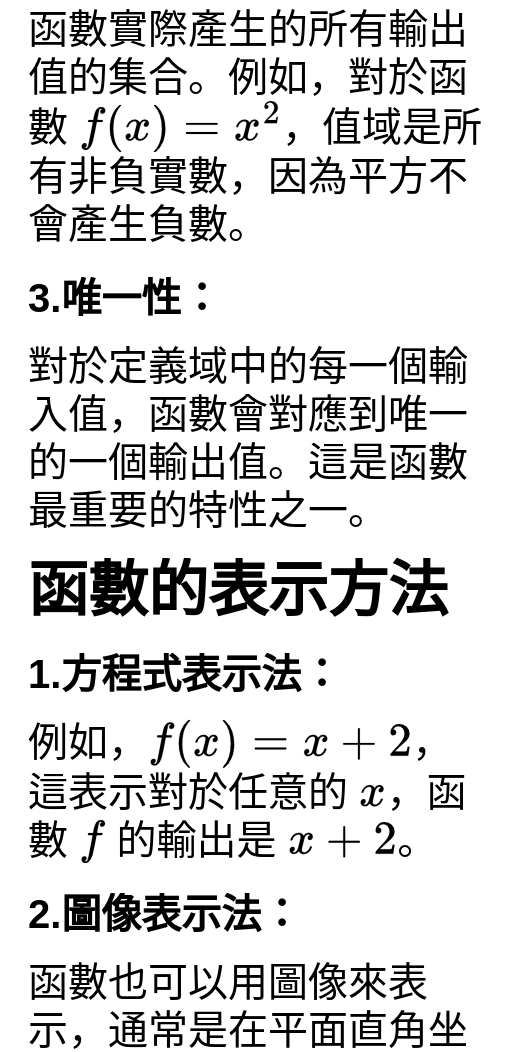 函數實際產生的所有輸出
值的集合。例如，對於函
數 f(x) = x²，值域是所
有非負實數，因為平方不
會產生負數。
3.唯一性：
對於定義域中的每一個輸
入值，函數會對應到唯一
的一個輸出值。這是函數
最重要的特性之一。
函數的表示方法
1.方程式表示法：
例如，f(x) = x + 2，
這表示對於任意的 x，函
數 f 的輸出是 x + 2。
2.圖像表示法：
函數也可以用圖像來表
示，通常是在平面直角坐